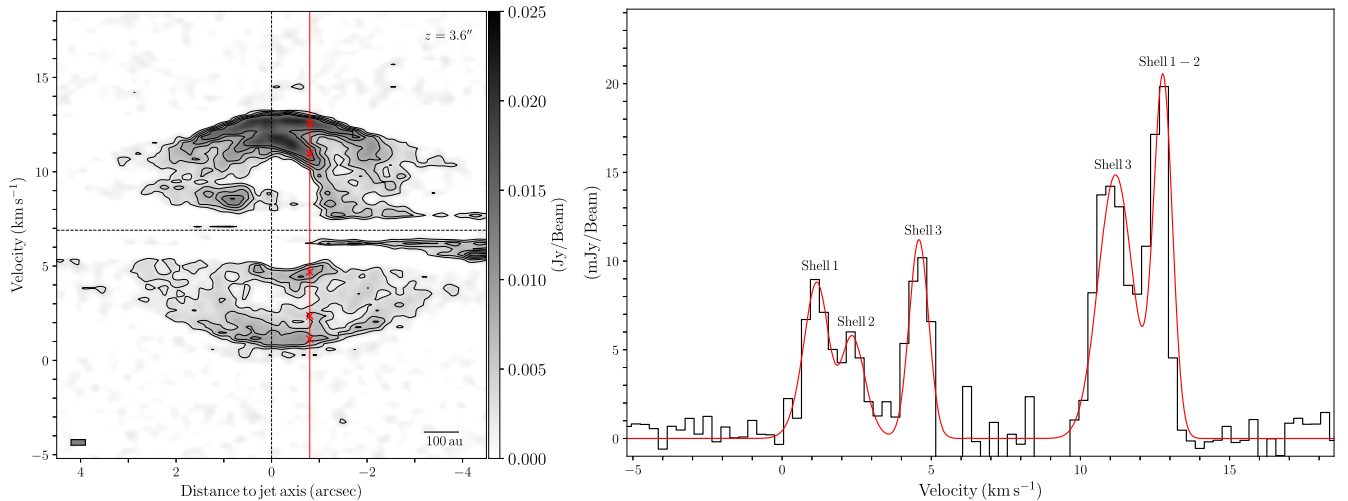 z = 3.6″
15
10
5
0
−5
Velocity (km s⁻¹)
4
2
0
−2
−4
Distance to jet axis (arcsec)
100 au
0.025
0.020
0.015
0.010
0.005
0.000
(Jy/Beam)
20
15
10
5
0
(mJy/Beam)
Shell 1
Shell 2
Shell 3
Shell 3
Shell 1 − 2
-5
0
5
10
15
Velocity (km s⁻¹)